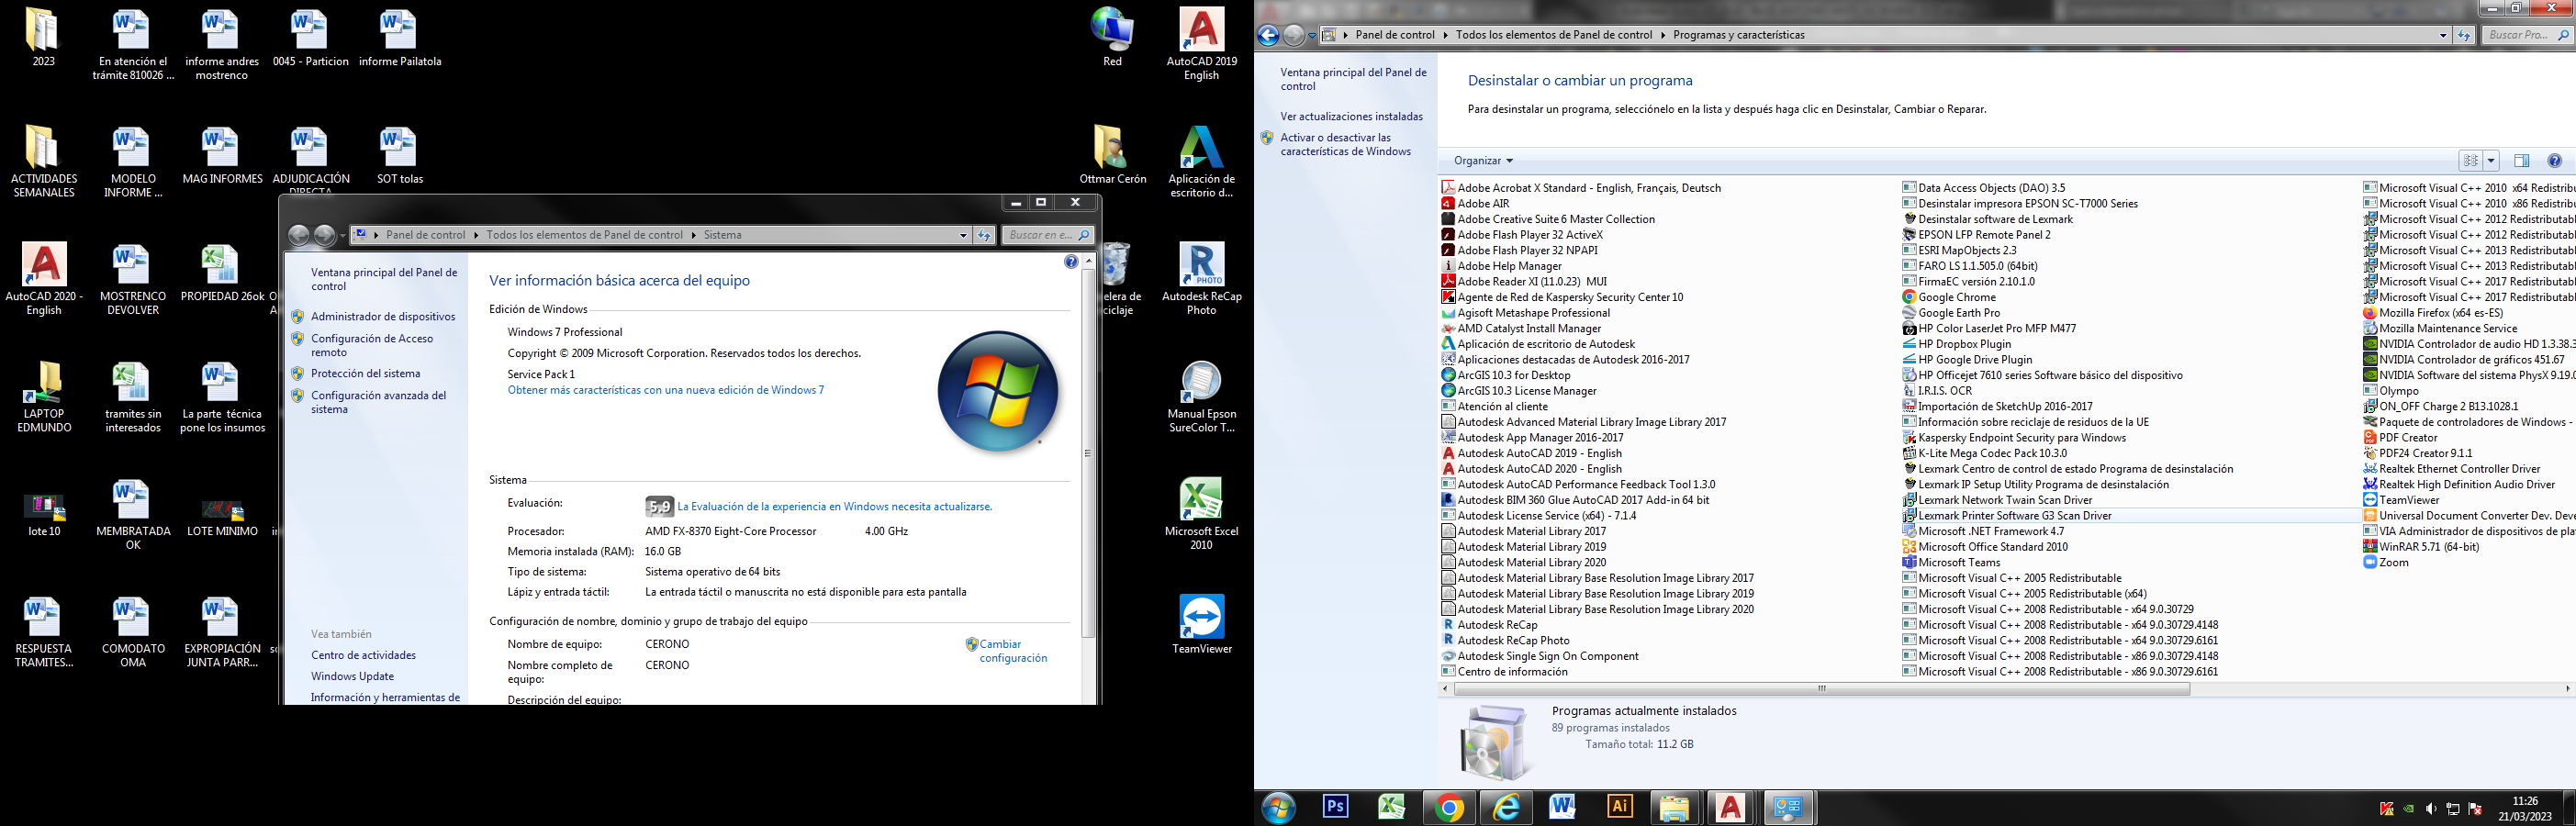 2023
En atención el
trámite 810026 ...
informe andres
mostrenco
0045 - Particion
informe Pailatola
Red
AutoCAD 2019
English
ACTIVIDADES
SEMANALES
MODELO
INFORME ...
MAG INFORMES
ADJUDICACIÓN
DIRECTA
SOT tolas
Ottmar Cerón
Aplicación de
escritorio d...
AutoCAD 2020 -
English
MOSTRENCO
DEVOLVER
PROPIEDAD 26ok
elera de
ciclaje
Autodesk ReCap
Photo
LAPTOP
EDMUNDO
tramites sin
interesados
La parte técnica
pone los insumos
Manual Epson
SureColor T...
lote 10
MEMBRATADA
OK
LOTE MINIMO
Microsoft Excel
2010
RESPUESTA
TRAMITES...
COMODATO
OMA
EXPROPIACIÓN
JUNTA PARR...
TeamViewer
Panel de control
Todos los elementos de Panel de control
Sistema
Buscar en e...
Ventana principal del Panel de
control
Administrador de dispositivos
Configuración de Acceso
remoto
Protección del sistema
Configuración avanzada del
sistema
Vea también
Centro de actividades
Windows Update
Información y herramientas de
Ver información básica acerca del equipo
Edición de Windows
Windows 7 Professional
Copyright © 2009 Microsoft Corporation. Reservados todos los derechos.
Service Pack 1
Obtener más características con una nueva edición de Windows 7
Sistema
Evaluación:
5,9 La Evaluación de la experiencia en Windows necesita actualizarse.
Procesador: AMD FX-8370 Eight-Core Processor 4.00 GHz
Memoria instalada (RAM): 16.0 GB
Tipo de sistema: Sistema operativo de 64 bits
Lápiz y entrada táctil: La entrada táctil o manuscrita no está disponible para esta pantalla
Configuración de nombre, dominio y grupo de trabajo del equipo
Nombre de equipo: CERONO
Cambiar
configuración
Nombre completo de
equipo:
CERONO
Descripción del equipo:
Panel de control
Todos los elementos de Panel de control
Programas y características
Buscar Pro...
Ventana principal del Panel de
control
Ver actualizaciones instaladas
Activar o desactivar las
características de Windows
Desinstalar o cambiar un programa
Para desinstalar un programa, selecciónelo en la lista y después haga clic en Desinstalar, Cambiar o Reparar.
Organizar
Adobe Acrobat X Standard - English, Français, Deutsch
Adobe AIR
Adobe Creative Suite 6 Master Collection
Adobe Flash Player 32 ActiveX
Adobe Flash Player 32 NPAPI
Adobe Help Manager
Adobe Reader XI (11.0.23) MUI
Agente de Red de Kaspersky Security Center 10
Agisoft Metashape Professional
AMD Catalyst Install Manager
Aplicación de escritorio de Autodesk
Aplicaciones destacadas de Autodesk 2016-2017
ArcGIS 10.3 for Desktop
ArcGIS 10.3 License Manager
Atención al cliente
Autodesk Advanced Material Library Image Library 2017
Autodesk App Manager 2016-2017
Autodesk AutoCAD 2019 - English
Autodesk AutoCAD 2020 - English
Autodesk AutoCAD Performance Feedback Tool 1.3.0
Autodesk BIM 360 Glue AutoCAD 2017 Add-in 64 bit
Autodesk License Service (x64) - 7.1.4
Autodesk Material Library 2017
Autodesk Material Library 2019
Autodesk Material Library 2020
Autodesk Material Library Base Resolution Image Library 2017
Autodesk Material Library Base Resolution Image Library 2019
Autodesk Material Library Base Resolution Image Library 2020
Autodesk ReCap
Autodesk ReCap Photo
Autodesk Single Sign On Component
Centro de información
Data Access Objects (DAO) 3.5
Desinstalar impresora EPSON SC-T7000 Series
Desinstalar software de Lexmark
EPSON LFP Remote Panel 2
ESRI MapObjects 2.3
FARO LS 1.1.505.0 (64bit)
FirmaEC versión 2.10.1.0
Google Chrome
Google Earth Pro
HP Color LaserJet Pro MFP M477
HP Dropbox Plugin
HP Google Drive Plugin
HP Officejet 7610 series Software básico del dispositivo
I.R.I.S. OCR
Importación de SketchUp 2016-2017
Información sobre reciclaje de residuos de la UE
Kaspersky Endpoint Security para Windows
K-Lite Mega Codec Pack 10.3.0
Lexmark Centro de control de estado Programa de desinstalación
Lexmark IP Setup Utility Programa de desinstalación
Lexmark Network Twain Scan Driver
Lexmark Printer Software G3 Scan Driver
Microsoft .NET Framework 4.7
Microsoft Office Standard 2010
Microsoft Teams
Microsoft Visual C++ 2005 Redistributable
Microsoft Visual C++ 2005 Redistributable (x64)
Microsoft Visual C++ 2008 Redistributable - x64 9.0.30729
Microsoft Visual C++ 2008 Redistributable - x64 9.0.30729.4148
Microsoft Visual C++ 2008 Redistributable - x64 9.0.30729.6161
Microsoft Visual C++ 2008 Redistributable - x86 9.0.30729.4148
Microsoft Visual C++ 2008 Redistributable - x86 9.0.30729.6161
Microsoft Visual C++ 2010 x64 Redistribu
Microsoft Visual C++ 2010 x86 Redistribu
Microsoft Visual C++ 2012 Redistributabl
Microsoft Visual C++ 2012 Redistributabl
Microsoft Visual C++ 2013 Redistributabl
Microsoft Visual C++ 2013 Redistributabl
Microsoft Visual C++ 2017 Redistributabl
Microsoft Visual C++ 2017 Redistributabl
Mozilla Firefox (x64 es-ES)
Mozilla Maintenance Service
NVIDIA Controlador de audio HD 1.3.38.3
NVIDIA Controlador de gráficos 451.67
NVIDIA Software del sistema PhysX 9.19.0
Olympo
ON_OFF Charge 2 B13.1028.1
Paquete de controladores de Windows -
PDF Creator
PDF24 Creator 9.1.1
Realtek Ethernet Controller Driver
Realtek High Definition Audio Driver
TeamViewer
Universal Document Converter Dev. Deve
VIA Administrador de dispositivos de pla
WinRAR 5.71 (64-bit)
Zoom
Programas actualmente instalados
89 programas instalados
Tamaño total: 11.2 GB
11:26
21/03/2023